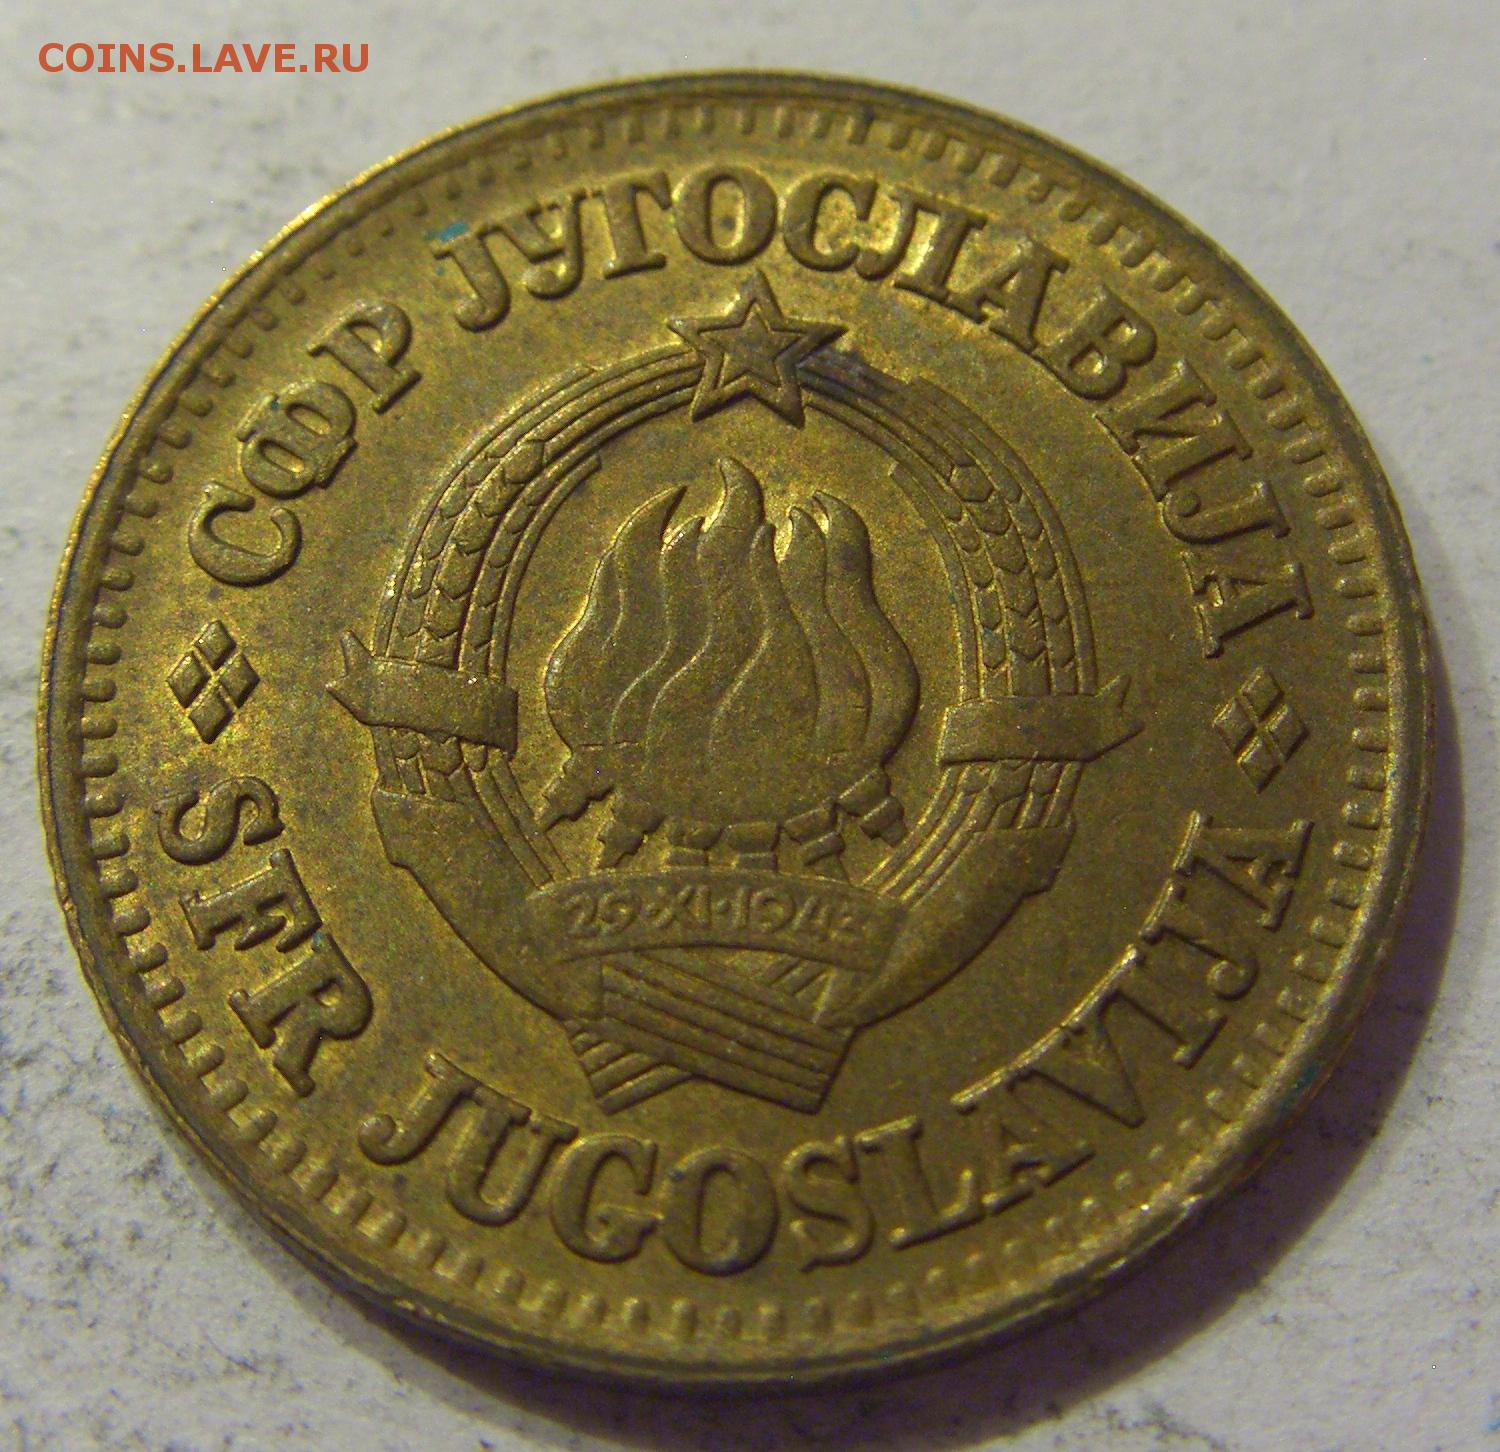 COINS.LAVE.RU
СФР ЈУГОСЛАВИЈА
29·XI·1943
SFR JUGOSLAVIJA